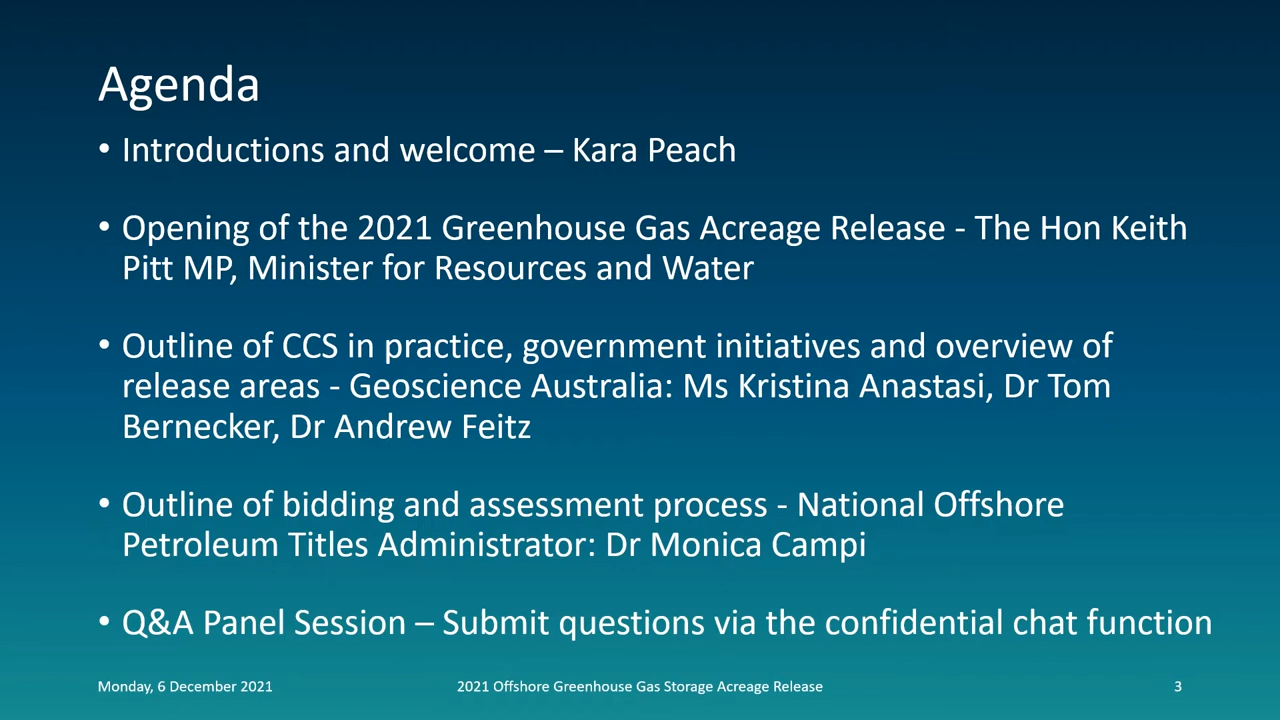 Agenda
• Introductions and welcome – Kara Peach
• Opening of the 2021 Greenhouse Gas Acreage Release - The Hon Keith
Pitt MP, Minister for Resources and Water
• Outline of CCS in practice, government initiatives and overview of
release areas - Geoscience Australia: Ms Kristina Anastasi, Dr Tom
Bernecker, Dr Andrew Feitz
• Outline of bidding and assessment process - National Offshore
Petroleum Titles Administrator: Dr Monica Campi
• Q&A Panel Session – Submit questions via the confidential chat function
Monday, 6 December 2021
2021 Offshore Greenhouse Gas Storage Acreage Release
3